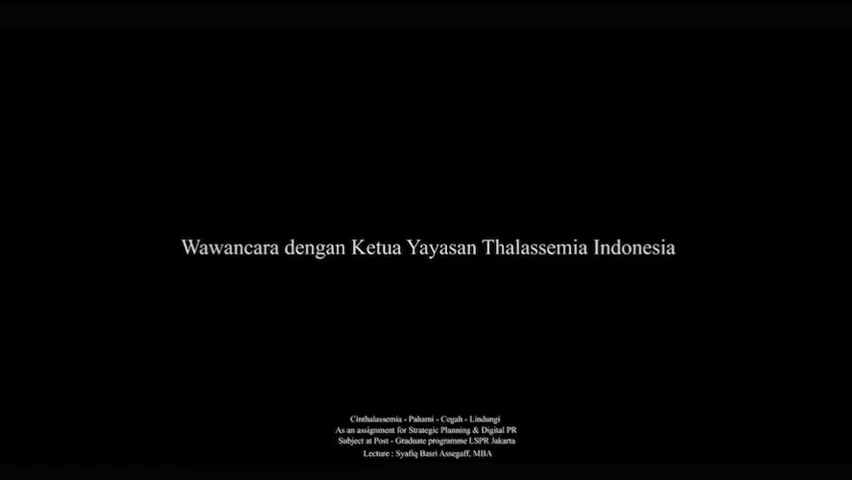 Wawancara dengan Ketua Yayasan Thalassemia Indonesia
Cinthalassemia - Pahami - Cegah - Lindungi
As an assignment for Strategic Planning & Digital PR
Subject at Post - Graduate programme LSPR Jakarta
Lecture : Syafiq Basri Assegaff, MBA